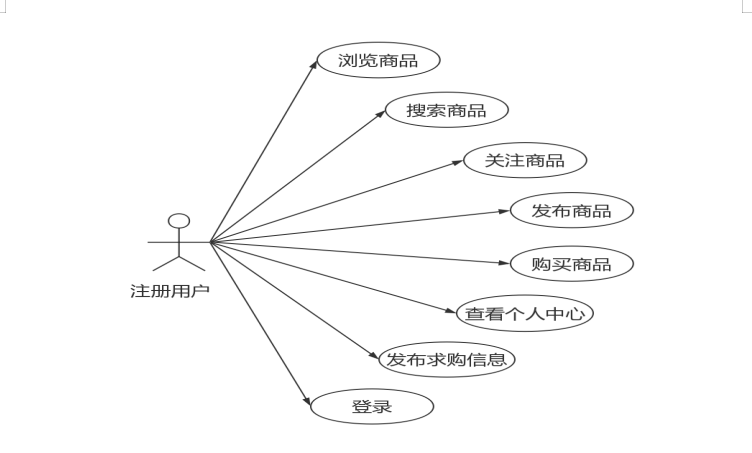 浏览商品
搜索商品
关注商品
发布商品
购买商品
注册用户
查看个人中心
发布求购信息
登录